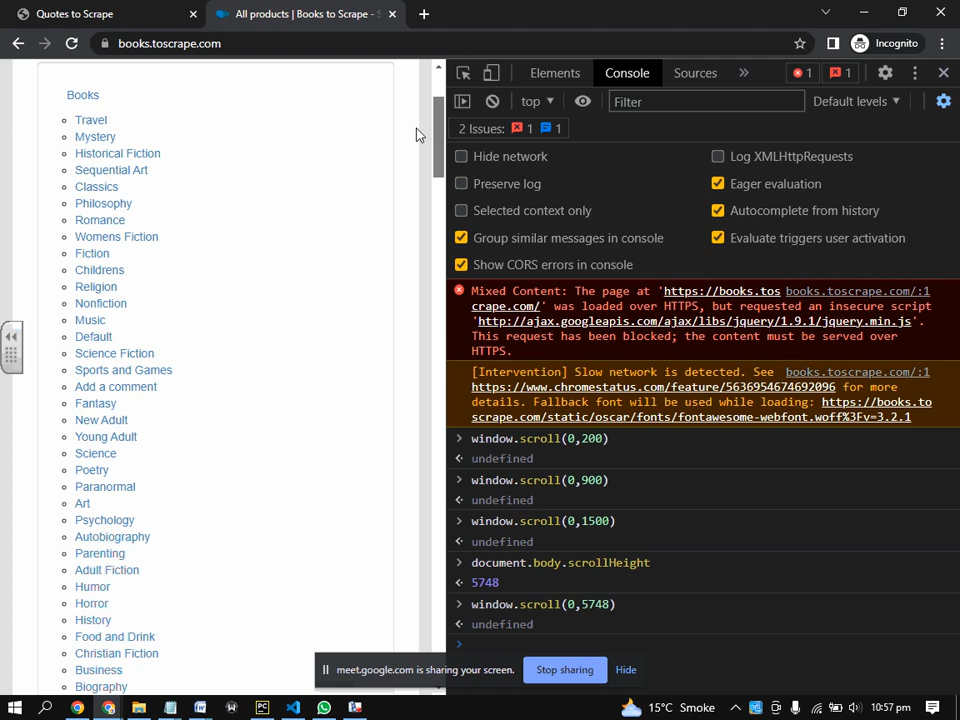 Quotes to Scrape
All products | Books to Scrape - S
books.toscrape.com
Incognito
Books
Travel
Mystery
Historical Fiction
Sequential Art
Classics
Philosophy
Romance
Womens Fiction
Fiction
Childrens
Religion
Nonfiction
Music
Default
Science Fiction
Sports and Games
Add a comment
Fantasy
New Adult
Young Adult
Science
Poetry
Paranormal
Art
Psychology
Autobiography
Parenting
Adult Fiction
Humor
Horror
History
Food and Drink
Christian Fiction
Business
Biography
Elements
Console
Sources
1
1
top
Filter
Default levels
2 Issues: 1 1
Hide network
Log XMLHttpRequests
Preserve log
Eager evaluation
Selected context only
Autocomplete from history
Group similar messages in console
Evaluate triggers user activation
Show CORS errors in console
Mixed Content: The page at 'https://books.tos books.toscrape.com/:1
crape.com/' was loaded over HTTPS, but requested an insecure script
'http://ajax.googleapis.com/ajax/libs/jquery/1.9.1/jquery.min.js'.
This request has been blocked; the content must be served over
HTTPS.
[Intervention] Slow network is detected. See books.toscrape.com/:1
https://www.chromestatus.com/feature/5636954674692096 for more
details. Fallback font will be used while loading: https://books.to
scrape.com/static/oscar/fonts/fontawesome-webfont.woff%3Fv=3.2.1
window.scroll(0,200)
undefined
window.scroll(0,900)
undefined
window.scroll(0,1500)
undefined
document.body.scrollHeight
5748
window.scroll(0,5748)
undefined
meet.google.com is sharing your screen.
Stop sharing
Hide
15°C Smoke
10:57 pm